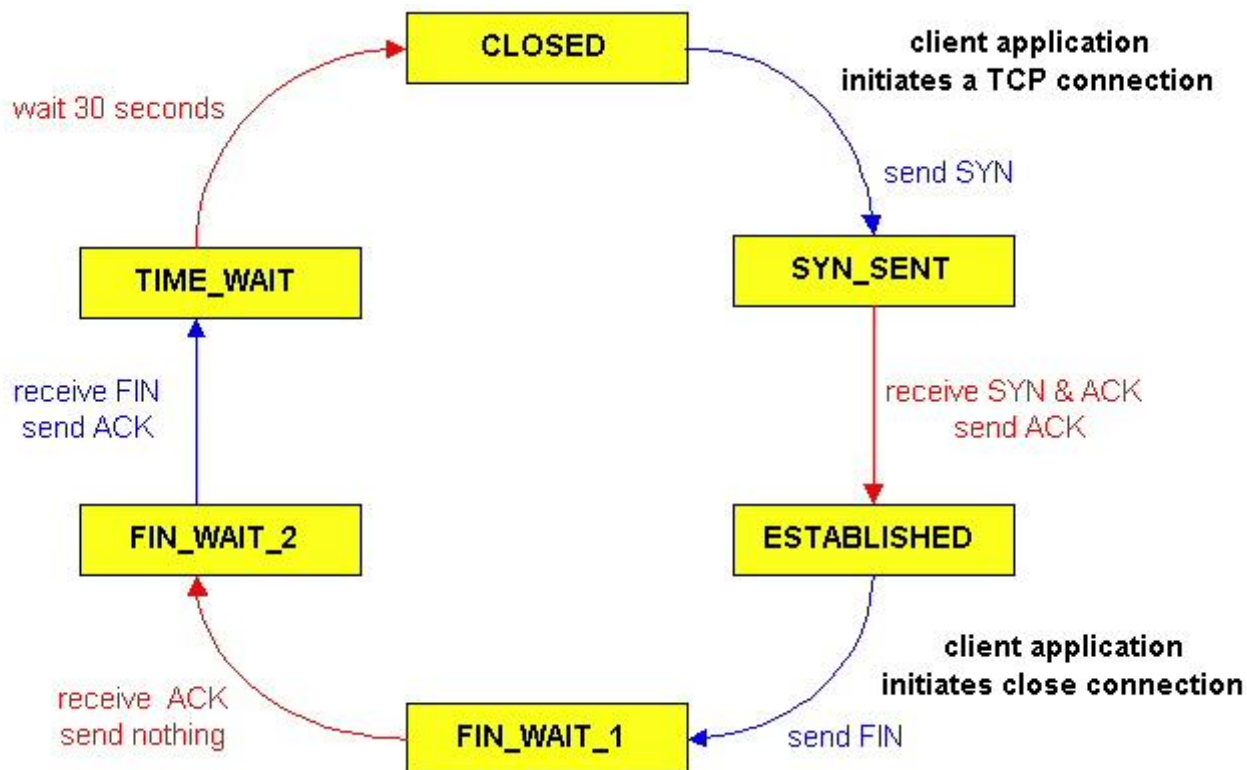 CLOSED
client application
initiates a TCP connection
wait 30 seconds
send SYN
TIME_WAIT
SYN_SENT
receive FIN
send ACK
receive SYN & ACK
send ACK
FIN_WAIT_2
ESTABLISHED
client application
initiates close connection
receive ACK
send nothing
FIN_WAIT_1
send FIN